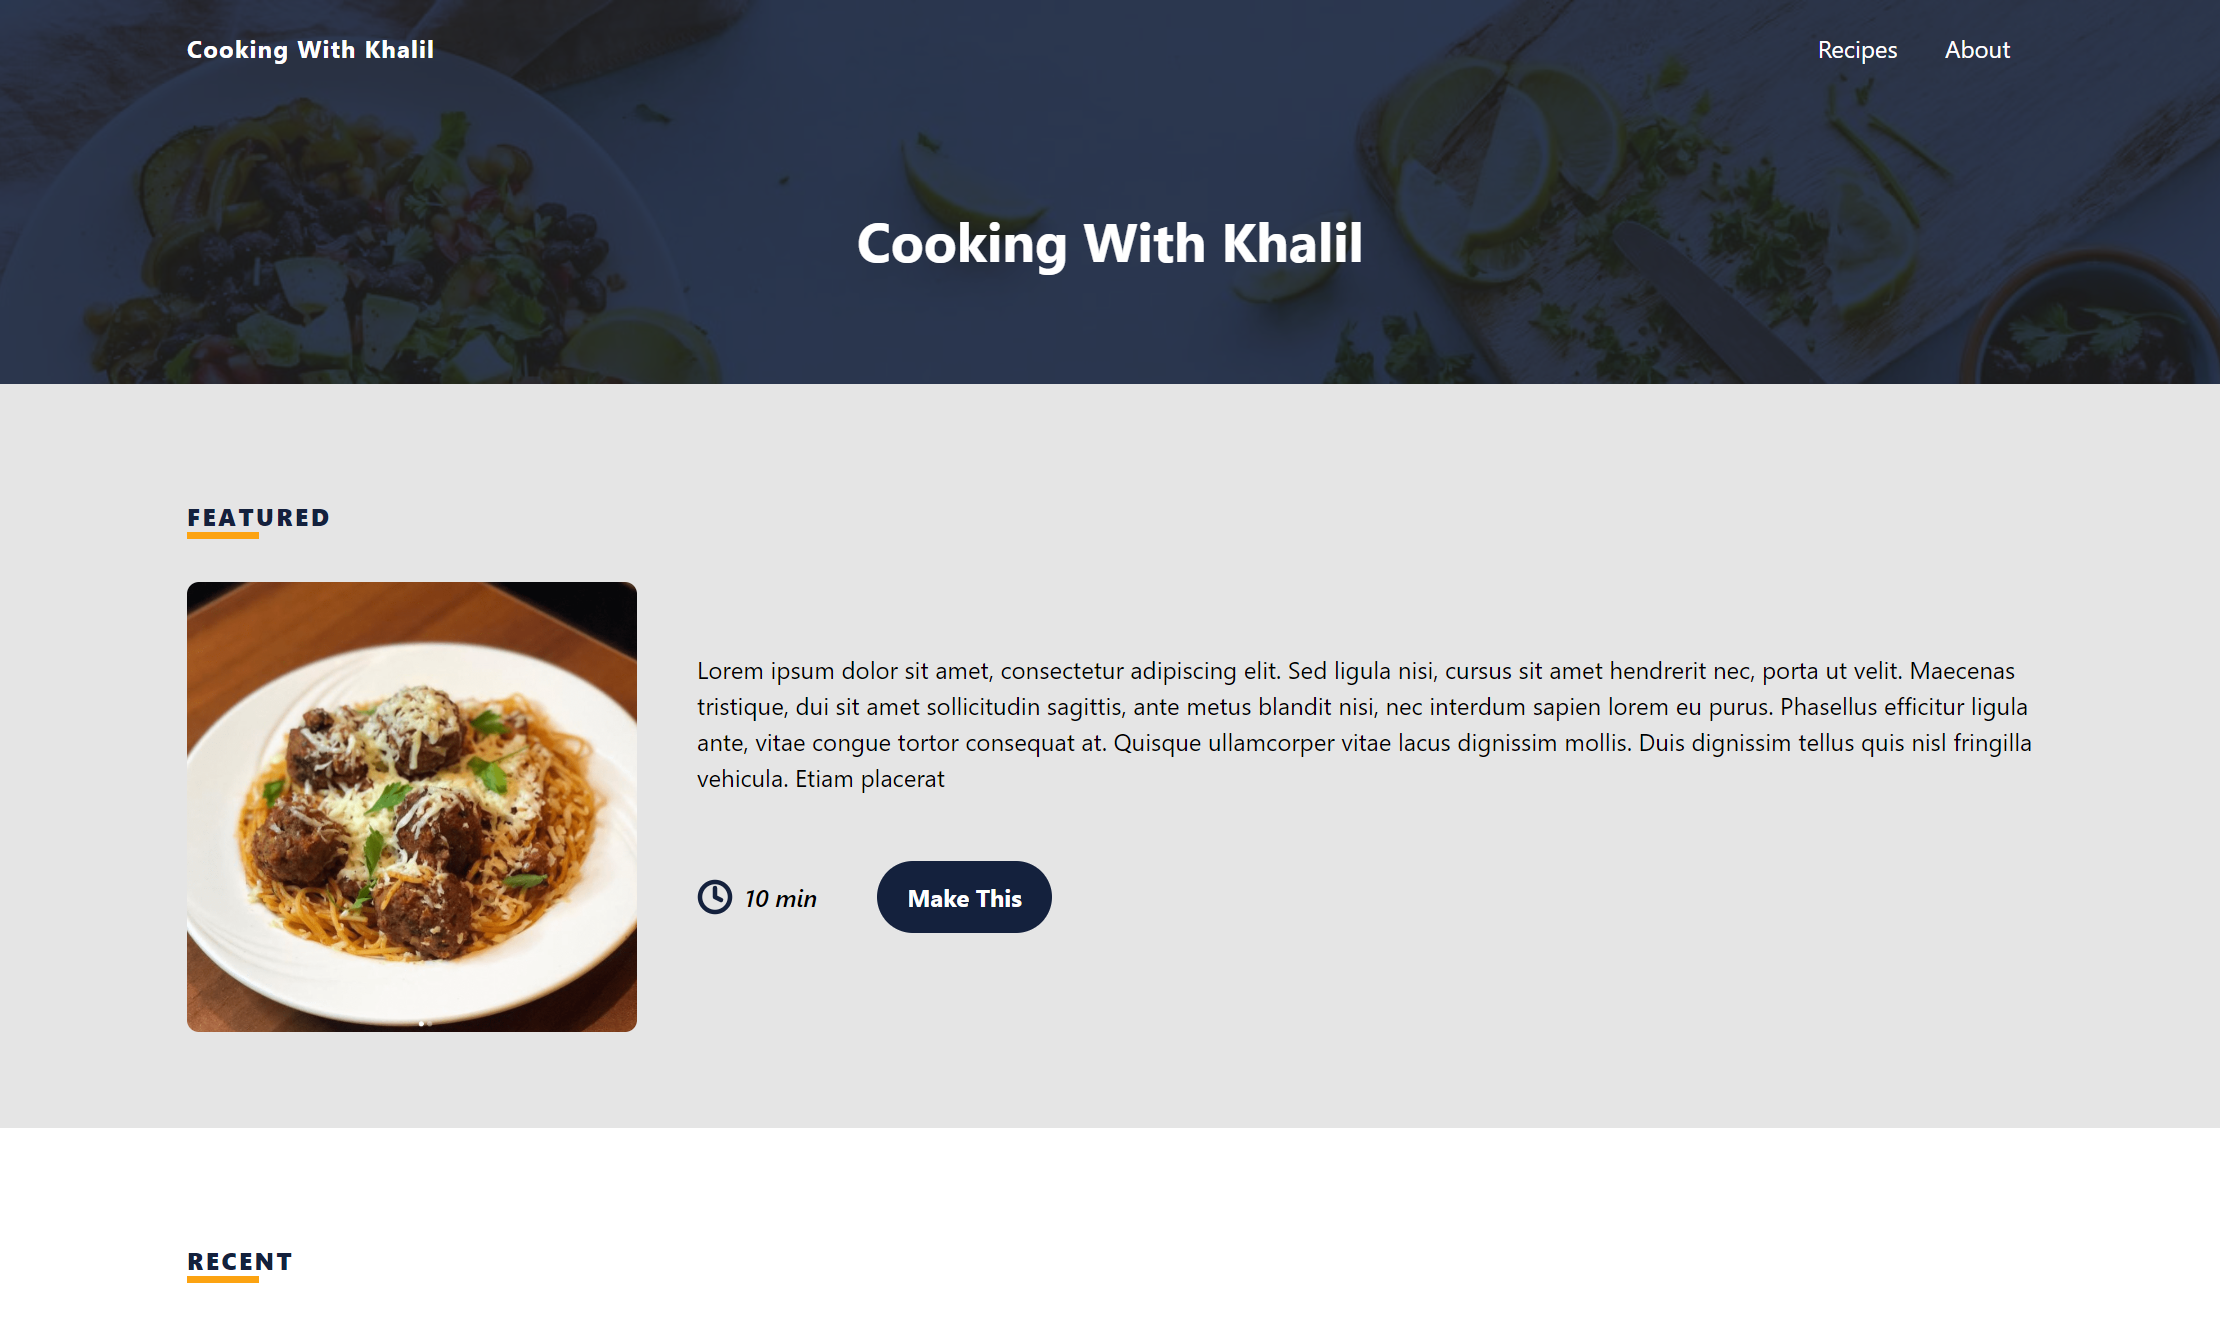 Cooking With Khalil
Recipes
About
Cooking With Khalil
FEATURED
Lorem ipsum dolor sit amet, consectetur adipiscing elit. Sed ligula nisi, cursus sit amet hendrerit nec, porta ut velit. Maecenas
tristique, dui sit amet sollicitudin sagittis, ante metus blandit nisi, nec interdum sapien lorem eu purus. Phasellus efficitur ligula
ante, vitae congue tortor consequat at. Quisque ullamcorper vitae lacus dignissim mollis. Duis dignissim tellus quis nisl fringilla
vehicula. Etiam placerat
10 min
Make This
RECENT